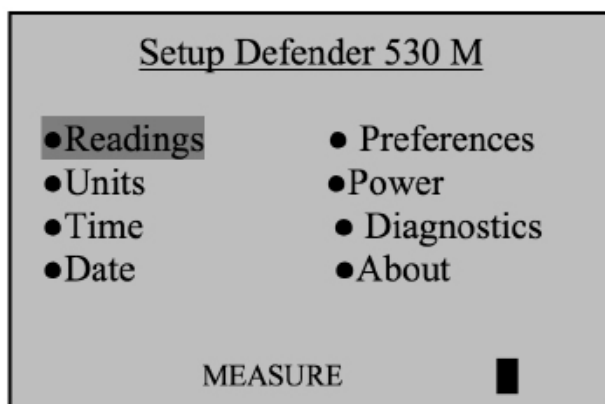 Setup Defender 530 M
●Readings
● Preferences
●Units
●Power
●Time
● Diagnostics
●Date
●About
MEASURE